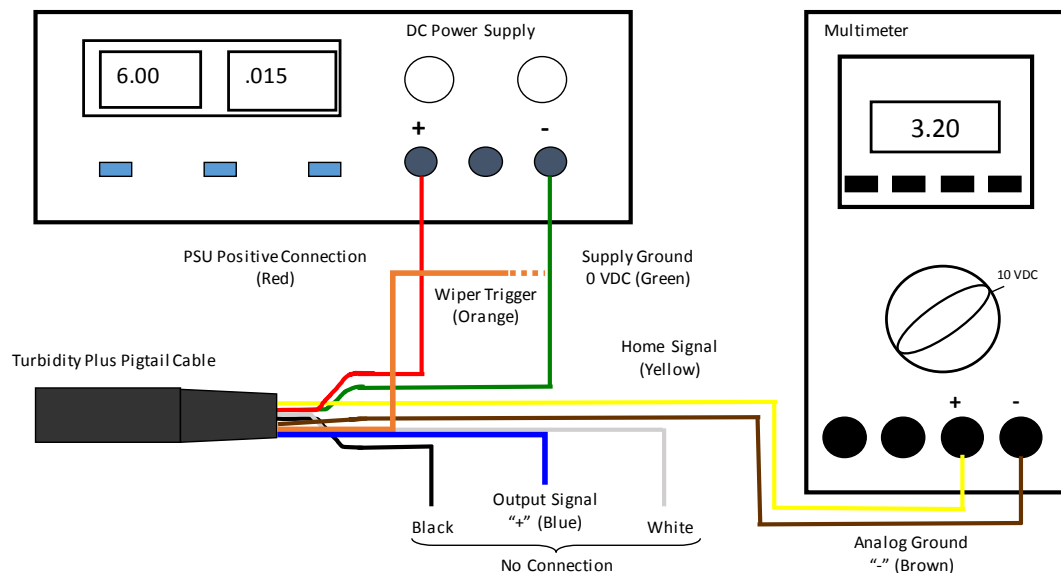 DC Power Supply
6.00
.015
+
-
Multimeter
3.20
10 VDC
PSU Positive Connection
(Red)
Supply Ground
0 VDC (Green)
Wiper Trigger
(Orange)
Home Signal
(Yellow)
Turbidity Plus Pigtail Cable
+
-
Black
Output Signal
“+” (Blue)
White
No Connection
Analog Ground
“-” (Brown)